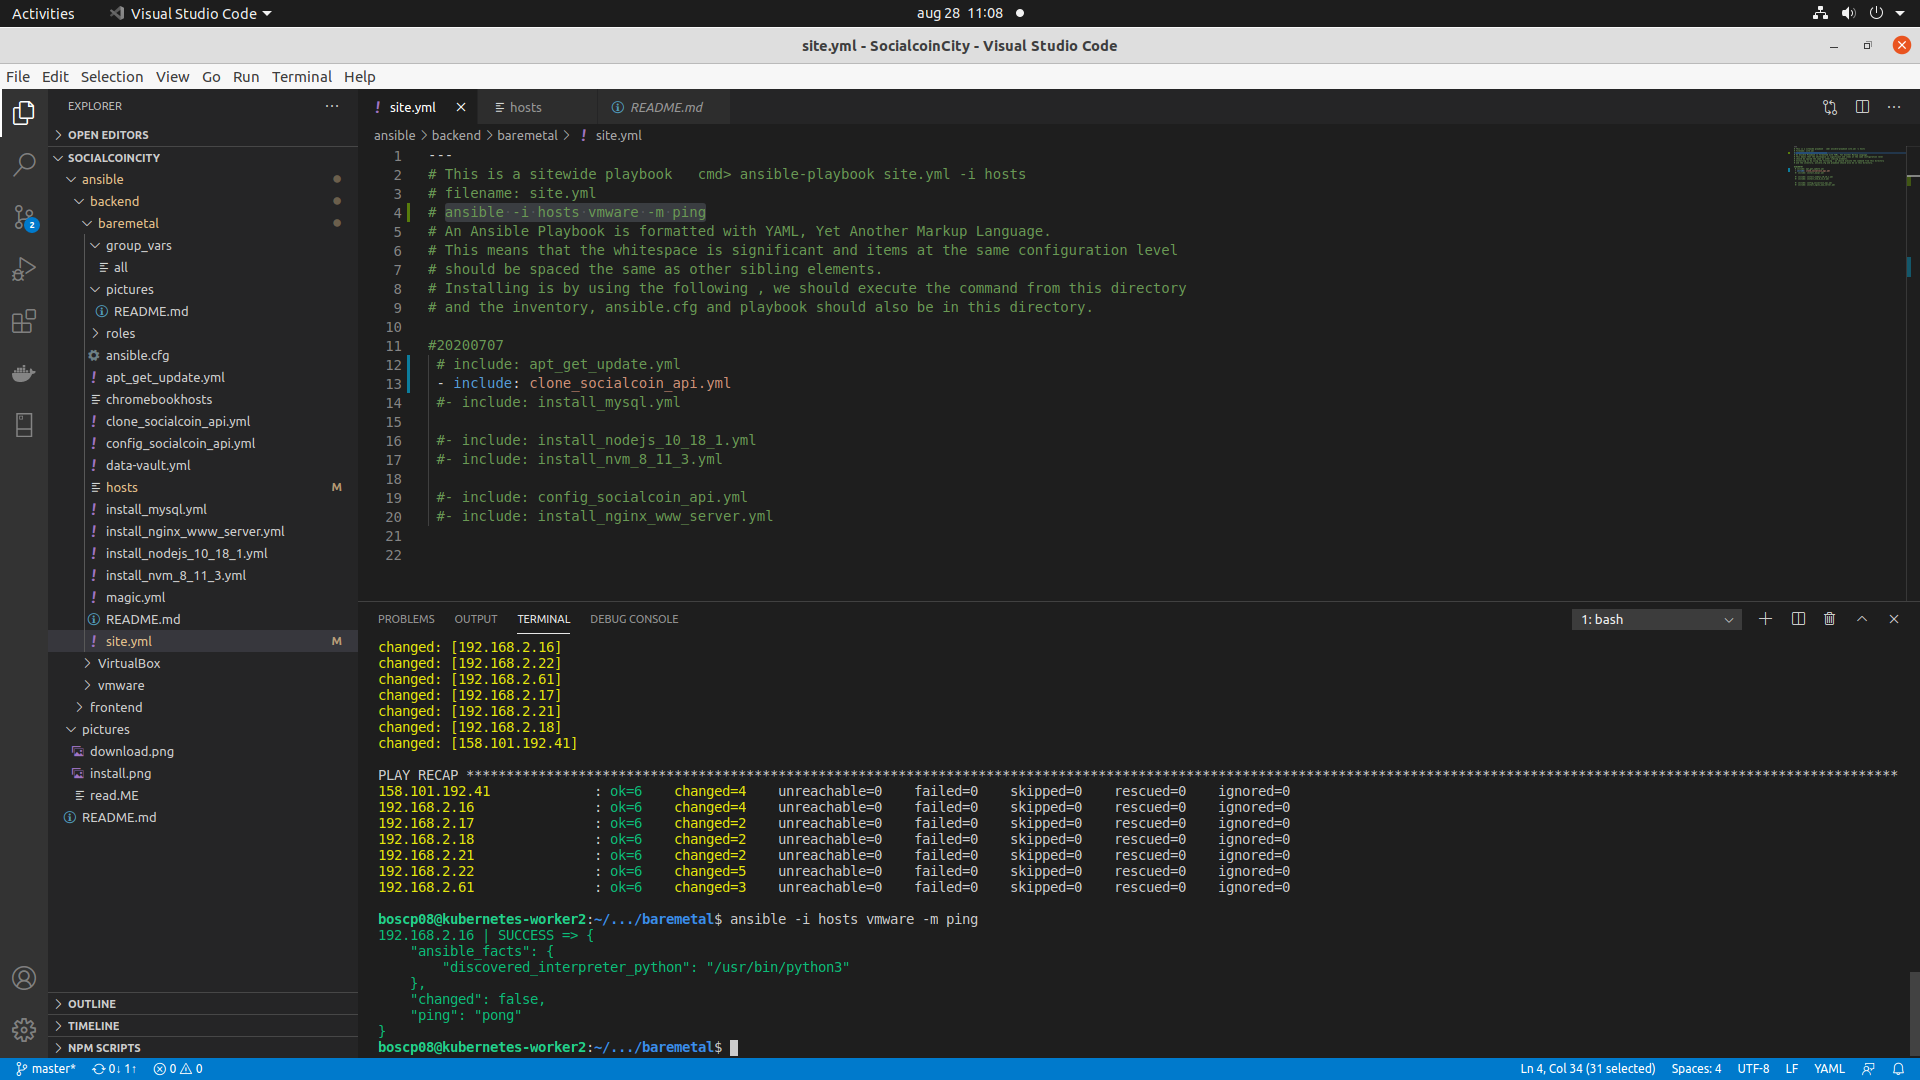 Activities
Visual Studio Code
aug 28 11:08
site.yml - SocialcoinCity - Visual Studio Code
File Edit Selection View Go Run Terminal Help
EXPLORER
OPEN EDITORS
SOCIALCOINCITY
ansible
backend
baremetal
group_vars
all
pictures
README.md
roles
ansible.cfg
apt_get_update.yml
chromebookhosts
clone_socialcoin_api.yml
config_socialcoin_api.yml
data-vault.yml
hosts M
install_mysql.yml
install_nginx_www_server.yml
install_nodejs_10_18_1.yml
install_nvm_8_11_3.yml
magic.yml
README.md
site.yml M
VirtualBox
vmware
frontend
pictures
download.png
install.png
read.ME
README.md
OUTLINE
TIMELINE
NPM SCRIPTS
2
site.yml hosts README.md
ansible > backend > baremetal > ! site.yml
1 ---
2 # This is a sitewide playbook   cmd> ansible-playbook site.yml -i hosts
3 # filename: site.yml
4 # ansible -i hosts vmware -m ping
5 # An Ansible Playbook is formatted with YAML, Yet Another Markup Language.
6 # This means that the whitespace is significant and items at the same configuration level
7 # should be spaced the same as other sibling elements.
8 # Installing is by using the following , we should execute the command from this directory
9 # and the inventory, ansible.cfg and playbook should also be in this directory.
10
11 #20200707
12 # include: apt_get_update.yml
13 - include: clone_socialcoin_api.yml
14 #- include: install_mysql.yml
15
16 #- include: install_nodejs_10_18_1.yml
17 #- include: install_nvm_8_11_3.yml
18
19 #- include: config_socialcoin_api.yml
20 #- include: install_nginx_www_server.yml
21
22
PROBLEMS OUTPUT TERMINAL DEBUG CONSOLE
1: bash
changed: [192.168.2.16]
changed: [192.168.2.22]
changed: [192.168.2.61]
changed: [192.168.2.17]
changed: [192.168.2.21]
changed: [192.168.2.18]
changed: [158.101.192.41]
PLAY RECAP ***********************************************************************************************************************************************************************************
158.101.192.41 : ok=6 changed=4 unreachable=0 failed=0 skipped=0 rescued=0 ignored=0
192.168.2.16 : ok=6 changed=4 unreachable=0 failed=0 skipped=0 rescued=0 ignored=0
192.168.2.17 : ok=6 changed=2 unreachable=0 failed=0 skipped=0 rescued=0 ignored=0
192.168.2.18 : ok=6 changed=2 unreachable=0 failed=0 skipped=0 rescued=0 ignored=0
192.168.2.21 : ok=6 changed=2 unreachable=0 failed=0 skipped=0 rescued=0 ignored=0
192.168.2.22 : ok=6 changed=5 unreachable=0 failed=0 skipped=0 rescued=0 ignored=0
192.168.2.61 : ok=6 changed=3 unreachable=0 failed=0 skipped=0 rescued=0 ignored=0
boscp08@kubernetes-worker2:~/.../baremetal$ ansible -i hosts vmware -m ping
192.168.2.16 | SUCCESS => {
"ansible_facts": {
"discovered_interpreter_python": "/usr/bin/python3"
},
"changed": false,
"ping": "pong"
}
boscp08@kubernetes-worker2:~/.../baremetal$
master* 0↓ 1↑ 0 0
Ln 4, Col 34 (31 selected) Spaces: 4 UTF-8 LF YAML